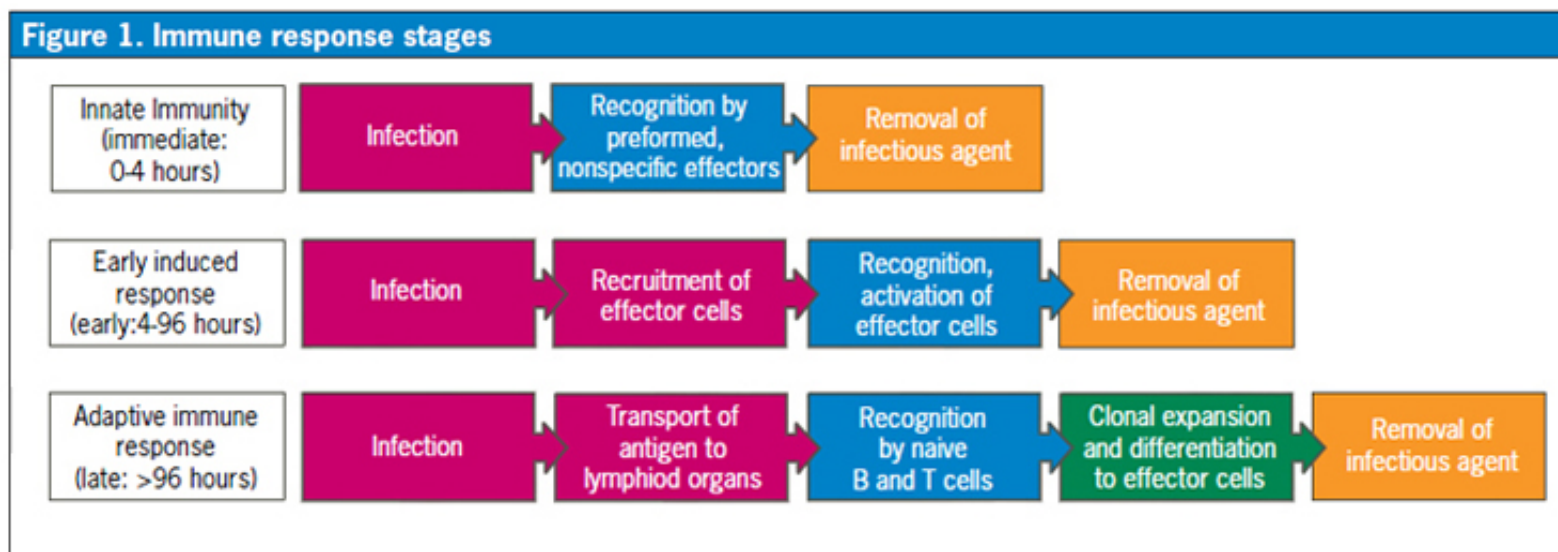 Figure 1. Immune response stages
Innate Immunity
(immediate:
0-4 hours)
Infection
Recognition by
preformed,
nonspecific effectors
Removal of
infectious agent
Early induced
response
(early:4-96 hours)
Infection
Recruitment of
effector cells
Recognition,
activation of
effector cells
Removal of
infectious agent
Adaptive immune
response
(late: >96 hours)
Infection
Transport of
antigen to
lymphiod organs
Recognition
by naive
B and T cells
Clonal expansion
and differentiation
to effector cells
Removal of
infectious agent